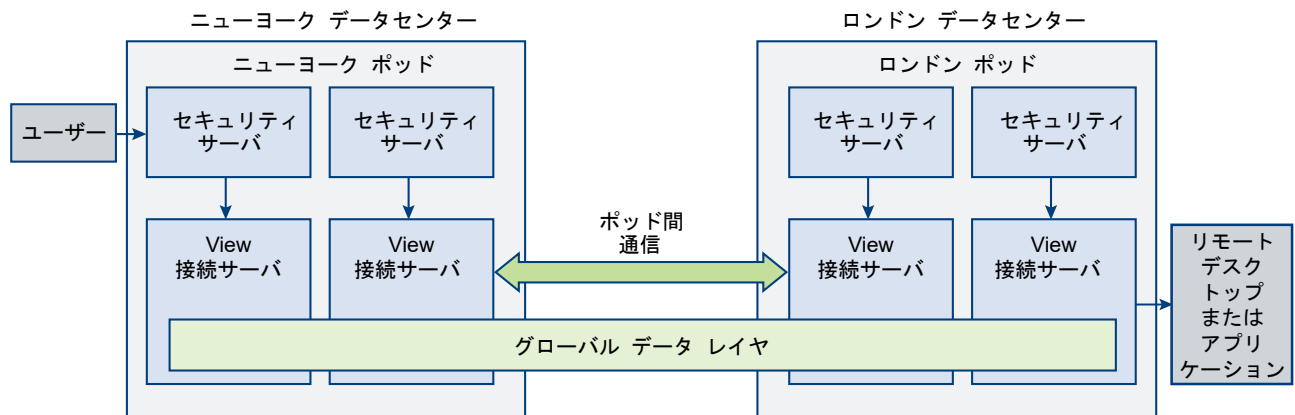 ニューヨーク データセンター
ニューヨーク ポッド
ユーザー
セキュリティ
サーバ
セキュリティ
サーバ
View
接続サーバ
View
接続サーバ
ポッド間
通信
ロンドン データセンター
ロンドン ポッド
セキュリティ
サーバ
セキュリティ
サーバ
View
接続サーバ
View
接続サーバ
グローバル データ レイヤ
リモート
デスク
トップ
または
アプリ
ケーション